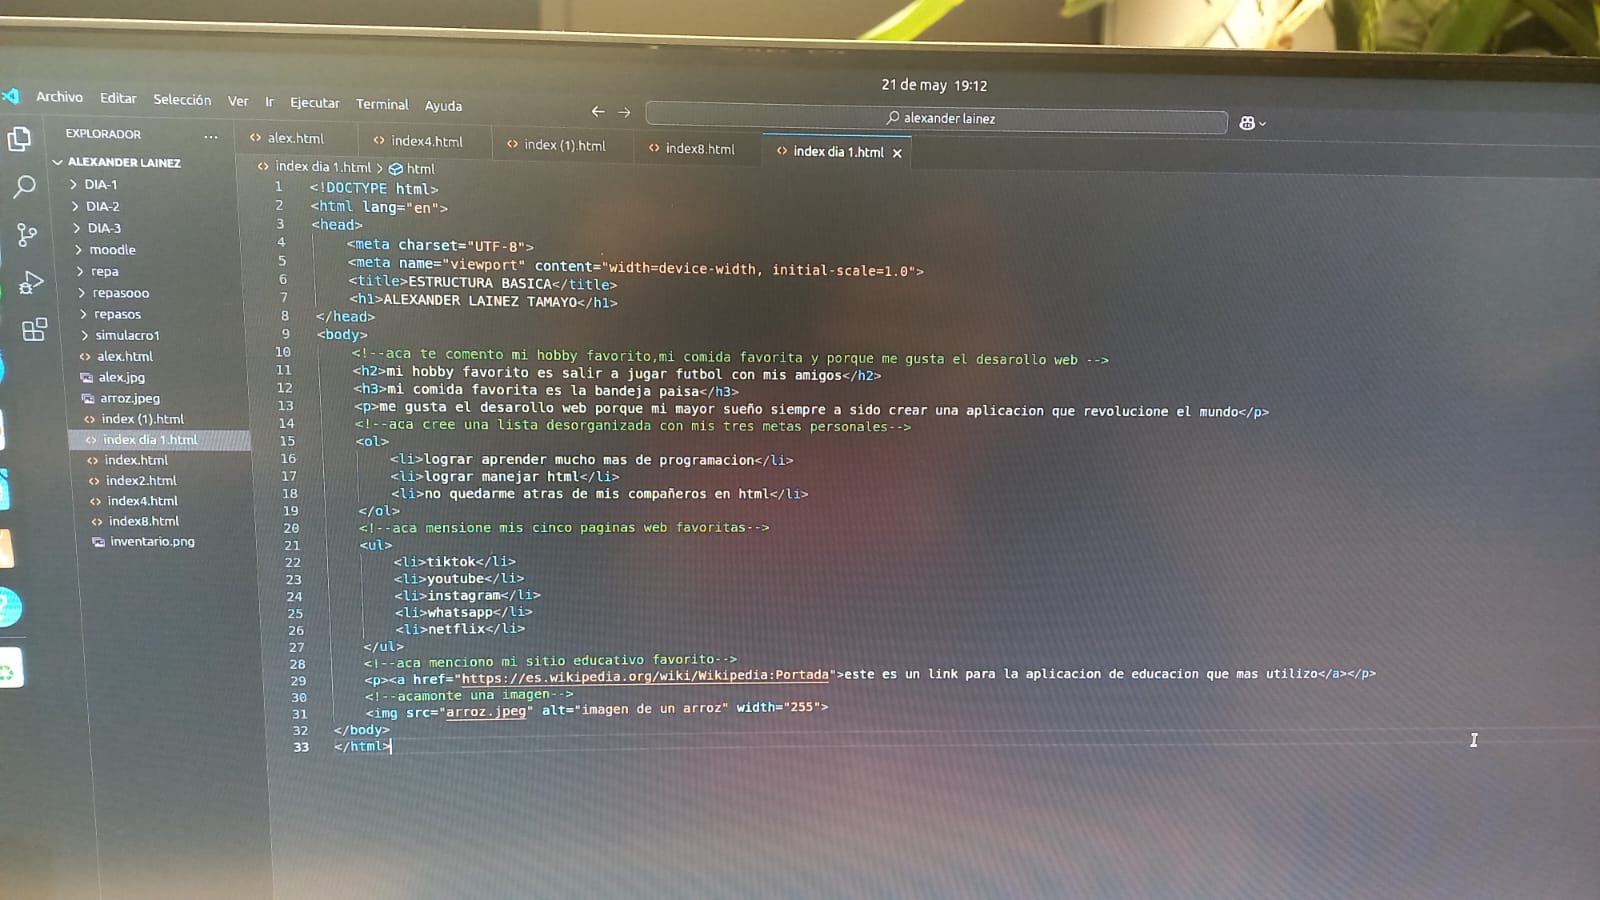 21 de may 19:12
Archivo Editar Selección Ver Ir Ejecutar Terminal Ayuda
alexander lainez
EXPLORADOR
ALEXANDER LAINEZ
DIA-1
DIA-2
DIA-3
moodle
repa
repasooo
repasos
simulacro1
alex.html
alex.jpg
arroz.jpeg
index (1).html
index dia 1.html
index.html
index2.html
index4.html
index8.html
inventario.png
alex.html index4.html index (1).html index8.html index dia 1.html
index dia 1.html > html
1 <!DOCTYPE html>
2 <html lang="en">
3 <head>
4 <meta charset="UTF-8">
5 <meta name="viewport" content="width=device-width, initial-scale=1.0">
6 <title>ESTRUCTURA BASICA</title>
7 <h1>ALEXANDER LAINEZ TAMAYO</h1>
8 </head>
9 <body>
10 <!--aca te comento mi hobby favorito,mi comida favorita y porque me gusta el desarollo web -->
11 <h2>mi hobby favorito es salir a jugar futbol con mis amigos</h2>
12 <h3>mi comida favorita es la bandeja paisa</h3>
13 <p>me gusta el desarollo web porque mi mayor sueño siempre a sido crear una aplicacion que revolucione el mundo</p>
14 <!--aca cree una lista desorganizada con mis tres metas personales-->
15 <ol>
16 <li>lograr aprender mucho mas de programacion</li>
17 <li>lograr manejar html</li>
18 <li>no quedarme atras de mis compañeros en html</li>
19 </ol>
20 <!--aca mensione mis cinco paginas web favoritas-->
21 <ul>
22 <li>tiktok</li>
23 <li>youtube</li>
24 <li>instagram</li>
25 <li>whatsapp</li>
26 <li>netflix</li>
27 </ul>
28 <!--aca menciono mi sitio educativo favorito-->
29 <p><a href="https://es.wikipedia.org/wiki/Wikipedia:Portada">este es un link para la aplicacion de educacion que mas utilizo</a></p>
30 <!--acamonte una imagen-->
31 <img src="arroz.jpeg" alt="imagen de un arroz" width="255">
32 </body>
33 </html>